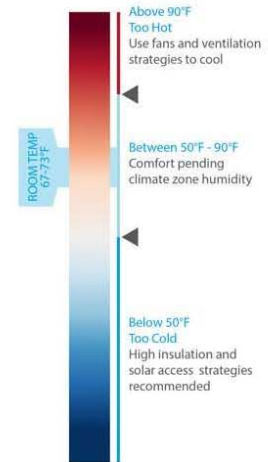 Above 90°F
Too Hot
Use fans and ventilation
strategies to cool
ROOM TEMP
67-73°F
Between 50°F - 90°F
Comfort pending
climate zone humidity
Below 50°F
Too Cold
High insulation and
solar access strategies
recommended